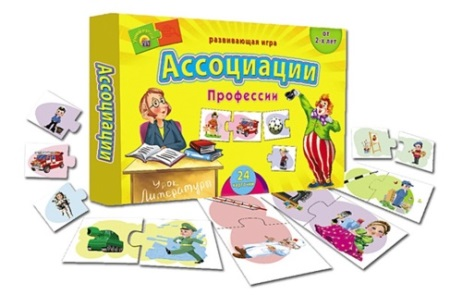 развивающая игра
от
2-х лет
Ассоциации
Профессии
24
Урок
Литературы
Ассоциации